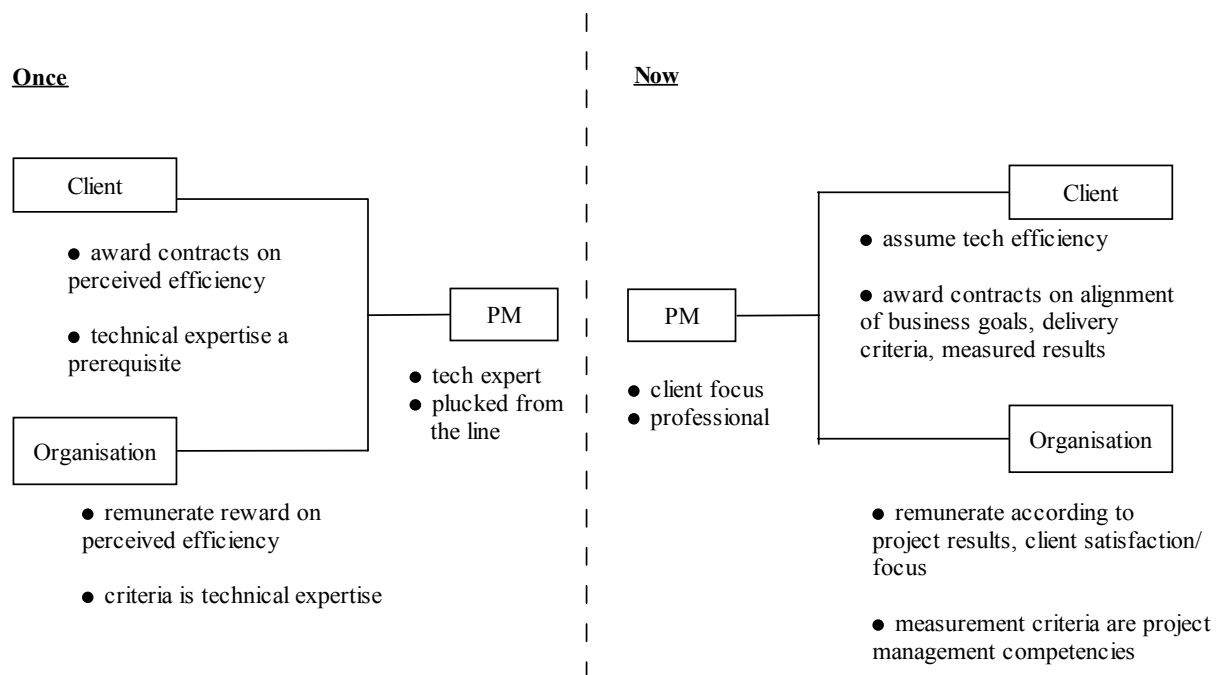 Once
Client
● award contracts on
perceived efficiency
● technical expertise a
prerequisite
PM
● tech expert
● plucked from
the line
Organisation
● remunerate reward on
perceived efficiency
● criteria is technical expertise
Now
Client
● assume tech efficiency
● award contracts on alignment
of business goals, delivery
criteria, measured results
PM
● client focus
● professional
Organisation
● remunerate according to
project results, client satisfaction/
focus
● measurement criteria are project
management competencies